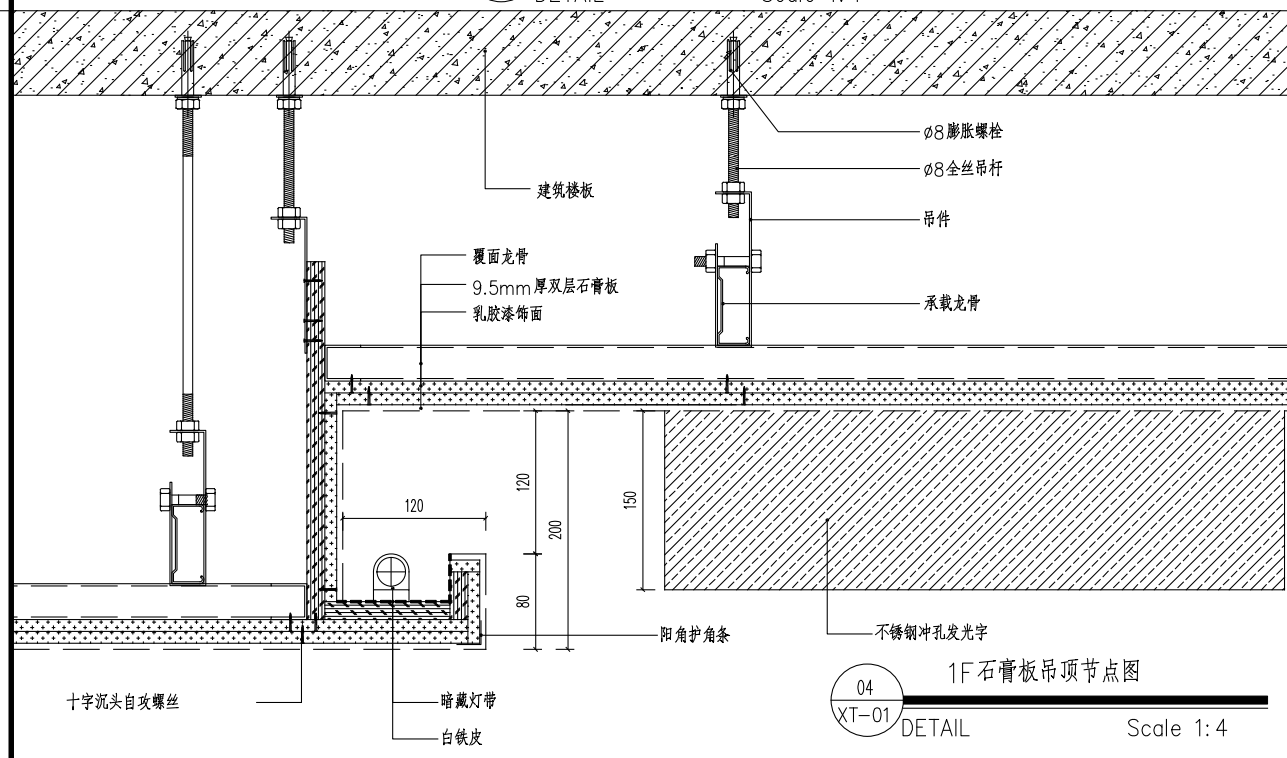 DETAIL
Scale 1:4
ø8膨胀螺栓
ø8全丝吊杆
建筑楼板
吊件
覆面龙骨
9.5mm厚双层石膏板
乳胶漆饰面
承载龙骨
120
120
200
150
80
阳角护角条
不锈钢冲孔发光字
十字沉头自攻螺丝
暗藏灯带
白铁皮
04
XT-01
1F石膏板吊顶节点图
DETAIL
Scale 1:4